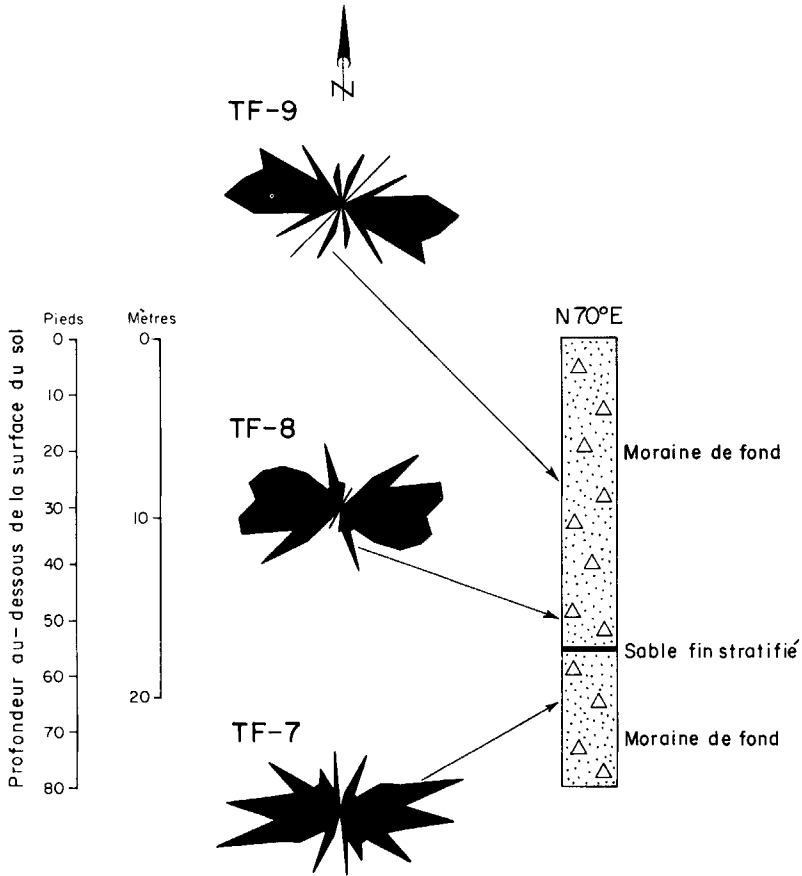 N
TF-9
Pieds
Mètres
N70°E
0
0
10
Moraine de fond
TF-8
20
30
10
40
50
Sable fin stratifié
60
20
70
TF-7
Moraine de fond
80
Profondeur au-dessous de la surface du sol